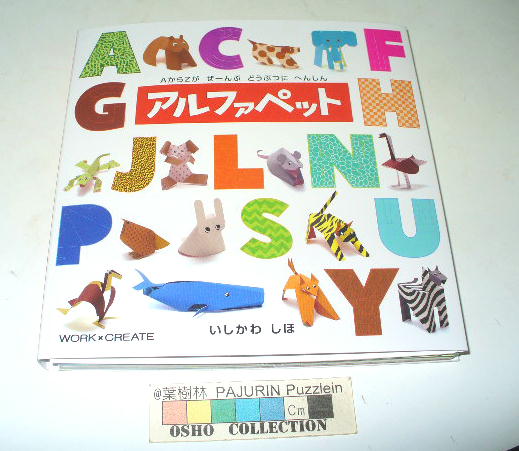 A C F
AからZが ぜーんぶ どうぶつに へんしん
G アルファペット H
J L N
P S U
Y
WORK×CREATE
いしかわ しほ
@葉樹林 PAJURIN Puzzlein
Cm
OSHO COLLECTION